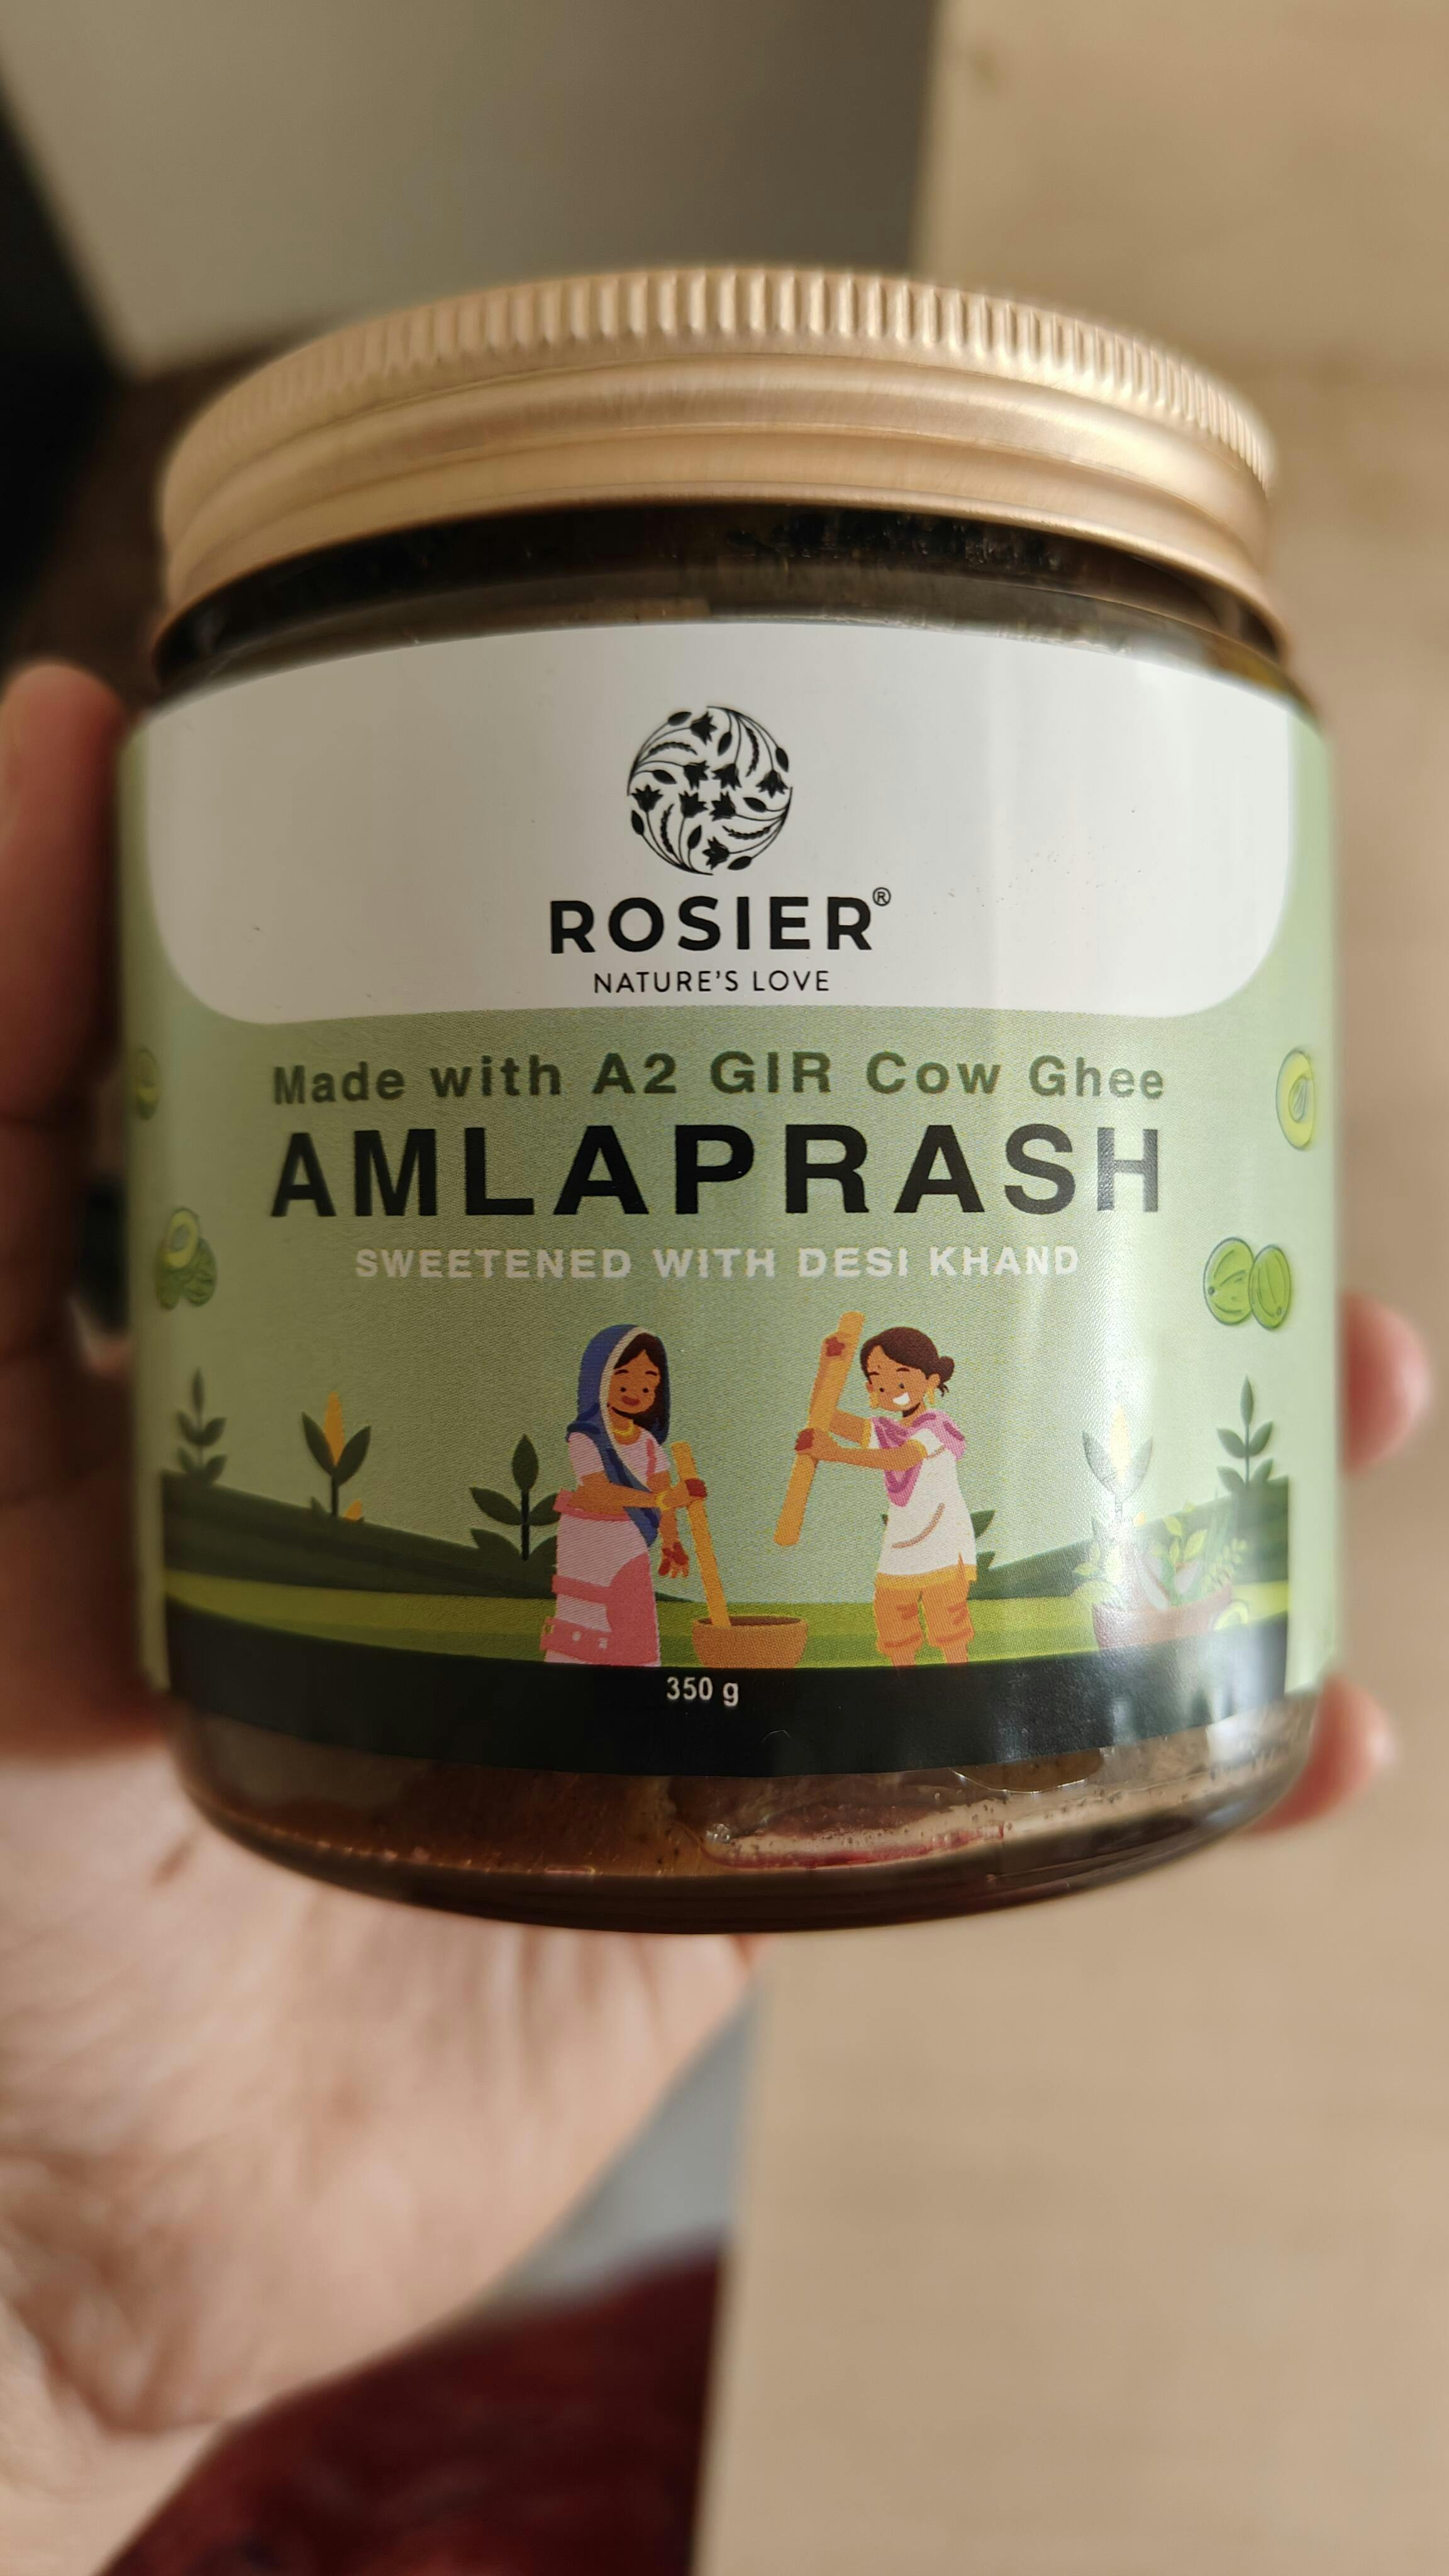 ROSIER®
NATURE'S LOVE
Made with A2 GIR Cow Ghee
AMLAPRASH
SWEETENED WITH DESI KHAND
350 g